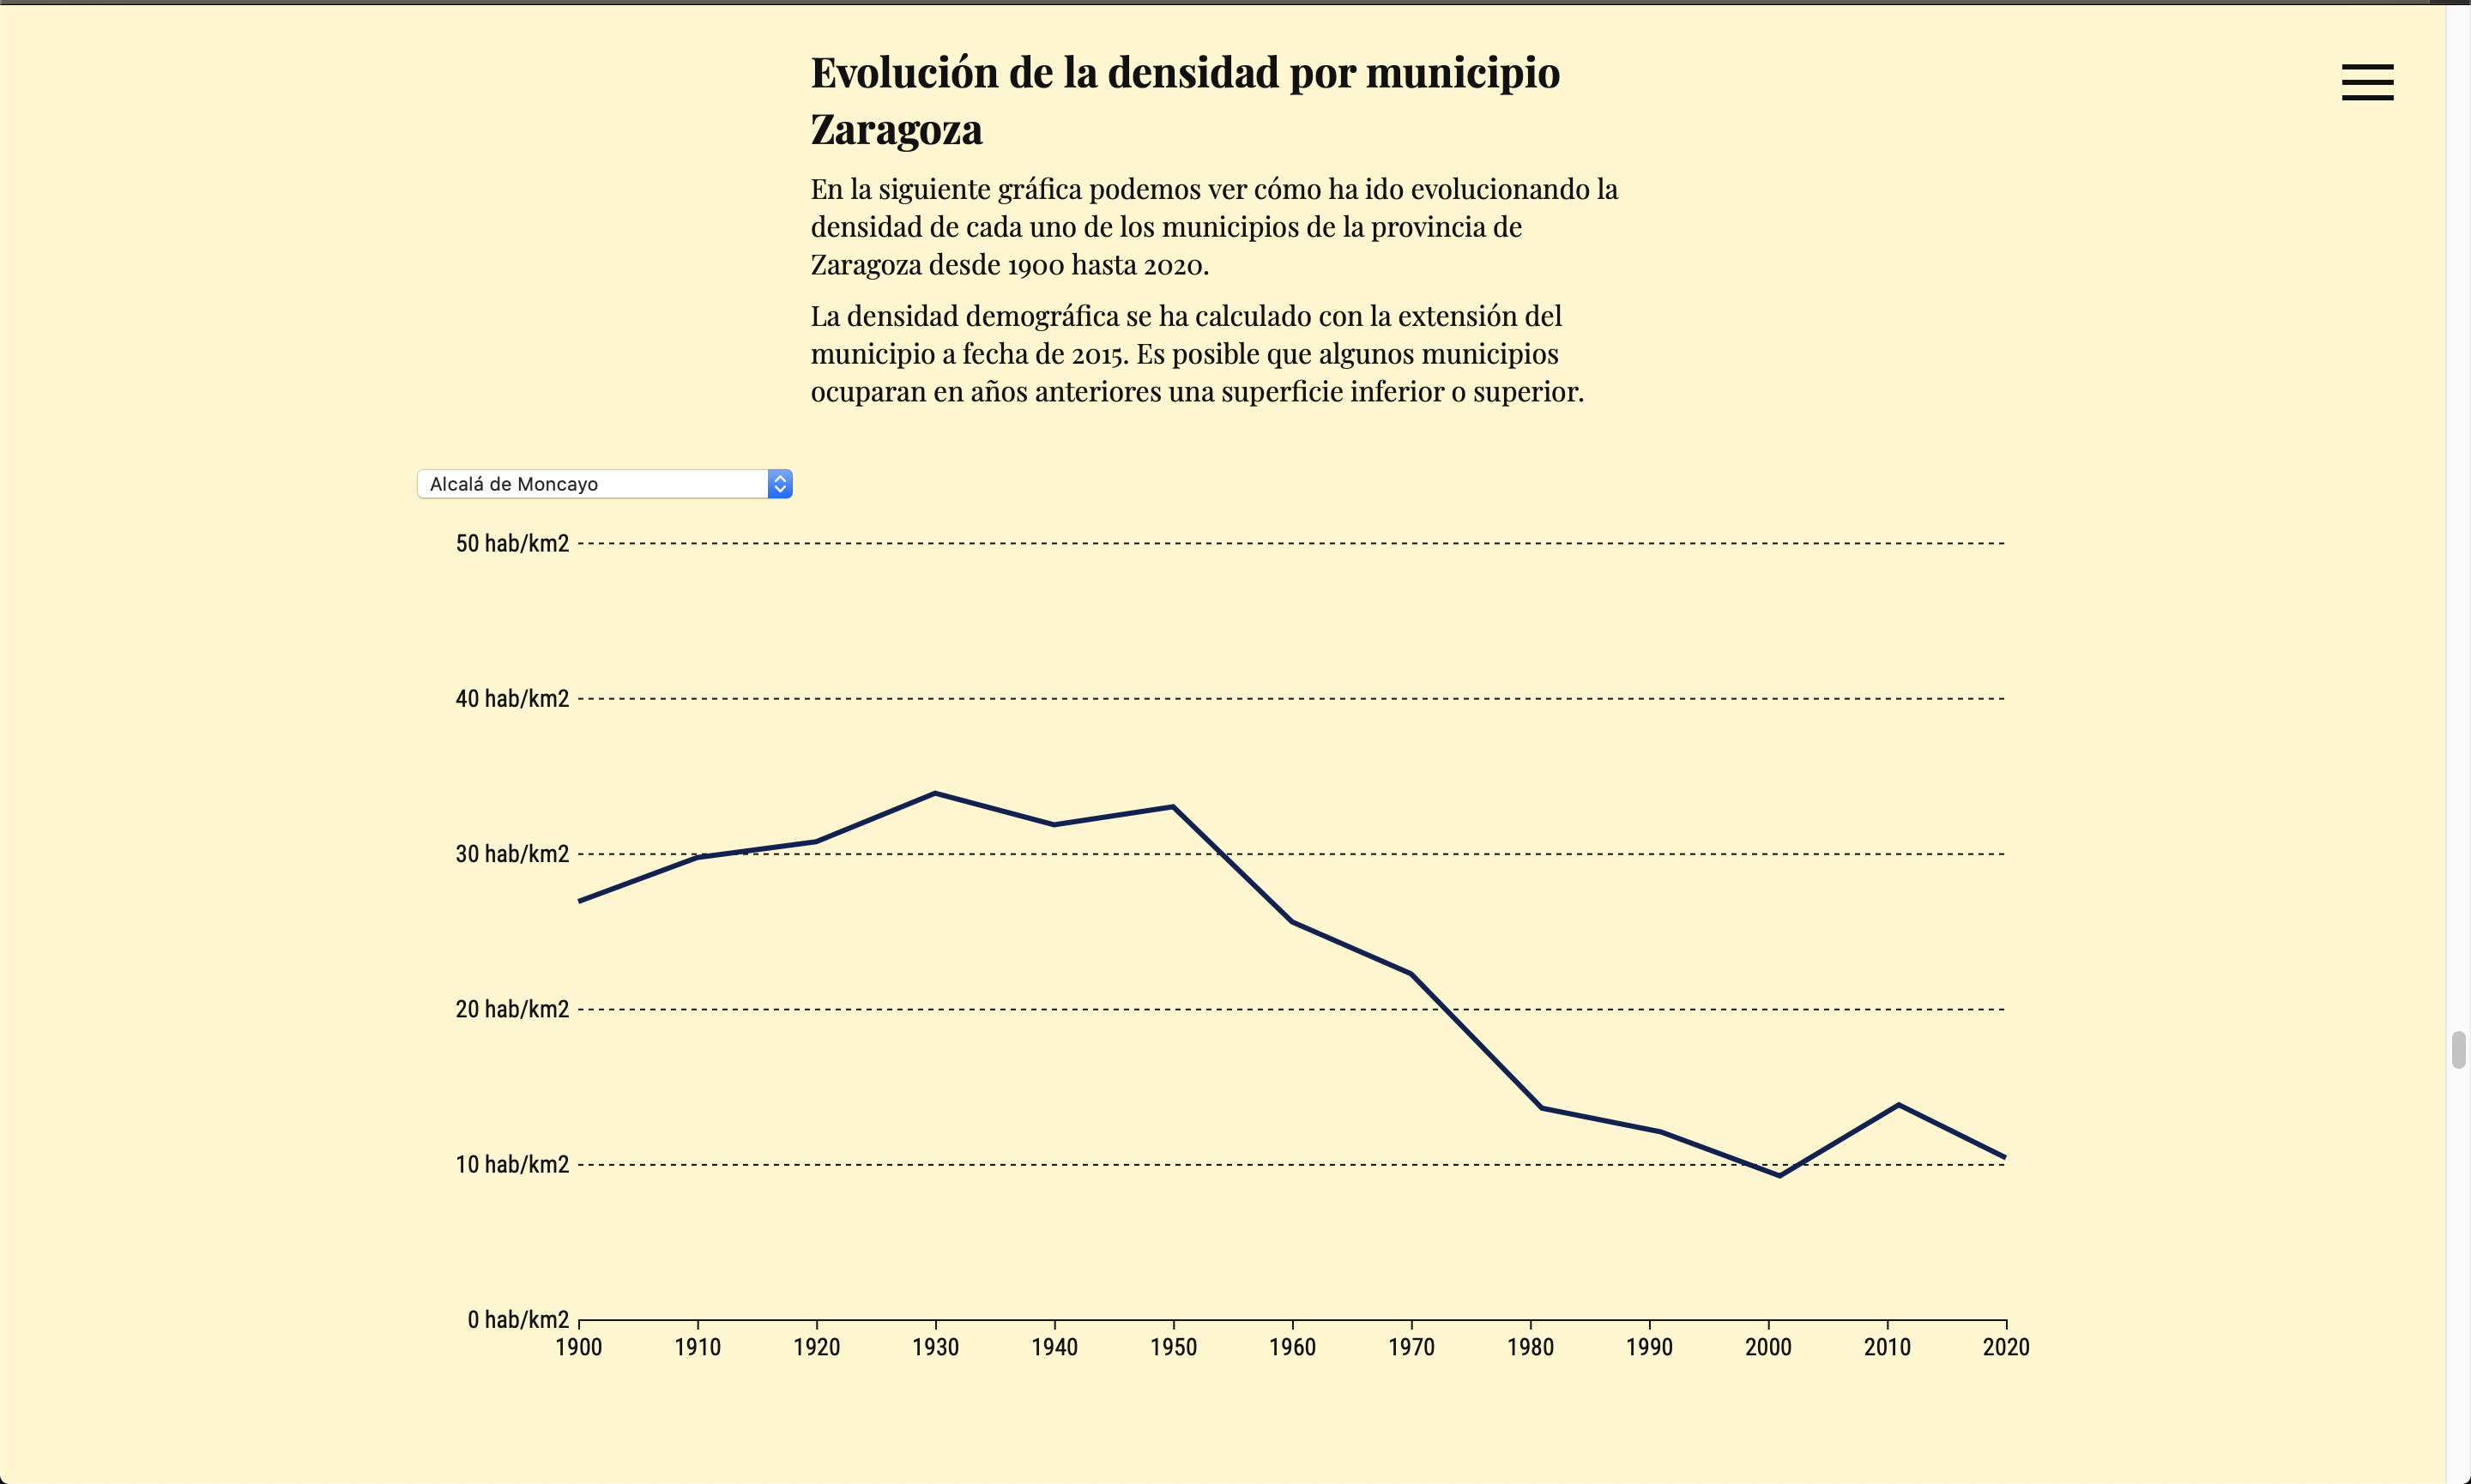 Evolución de la densidad por municipio
Zaragoza
En la siguiente gráfica podemos ver cómo ha ido evolucionando la
densidad de cada uno de los municipios de la provincia de
Zaragoza desde 1900 hasta 2020.
La densidad demográfica se ha calculado con la extensión del
municipio a fecha de 2015. Es posible que algunos municipios
ocuparan en años anteriores una superficie inferior o superior.
Alcalá de Moncayo
50 hab/km2
40 hab/km2
30 hab/km2
20 hab/km2
10 hab/km2
0 hab/km2
1900 1910 1920 1930 1940 1950 1960 1970 1980 1990 2000 2010 2020